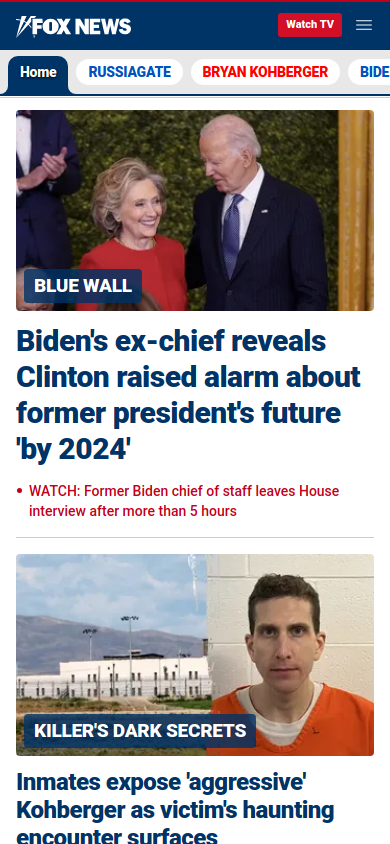 FOX NEWS
Watch TV
Home
RUSSIAGATE
BRYAN KOHBERGER
BIDE
BLUE WALL
Biden's ex-chief reveals
Clinton raised alarm about
former president's future
'by 2024'
• WATCH: Former Biden chief of staff leaves House
interview after more than 5 hours
KILLER'S DARK SECRETS
Inmates expose 'aggressive'
Kohberger as victim's haunting
encounter surfaces